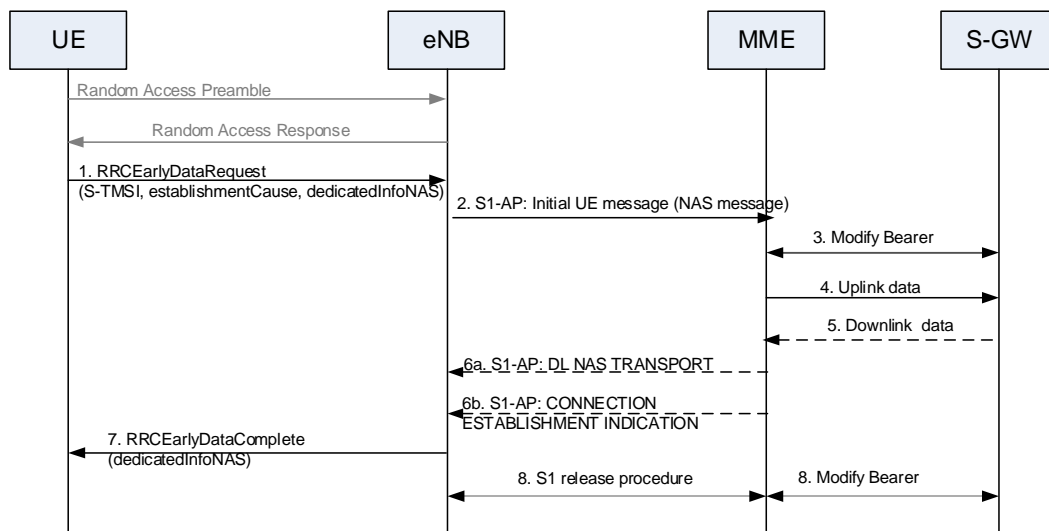 UE
eNB
MME
S-GW
Random Access Preamble
Random Access Response
1. RRCEarlyDataRequest
(S-TMSI, establishmentCause, dedicatedInfoNAS)
2. S1-AP: Initial UE message (NAS message)
3. Modify Bearer
4. Uplink data
5. Downlink data
6a. S1-AP: DL NAS TRANSPORT
6b. S1-AP: CONNECTION
ESTABLISHMENT INDICATION
7. RRCEarlyDataComplete
(dedicatedInfoNAS)
8. S1 release procedure
8. Modify Bearer